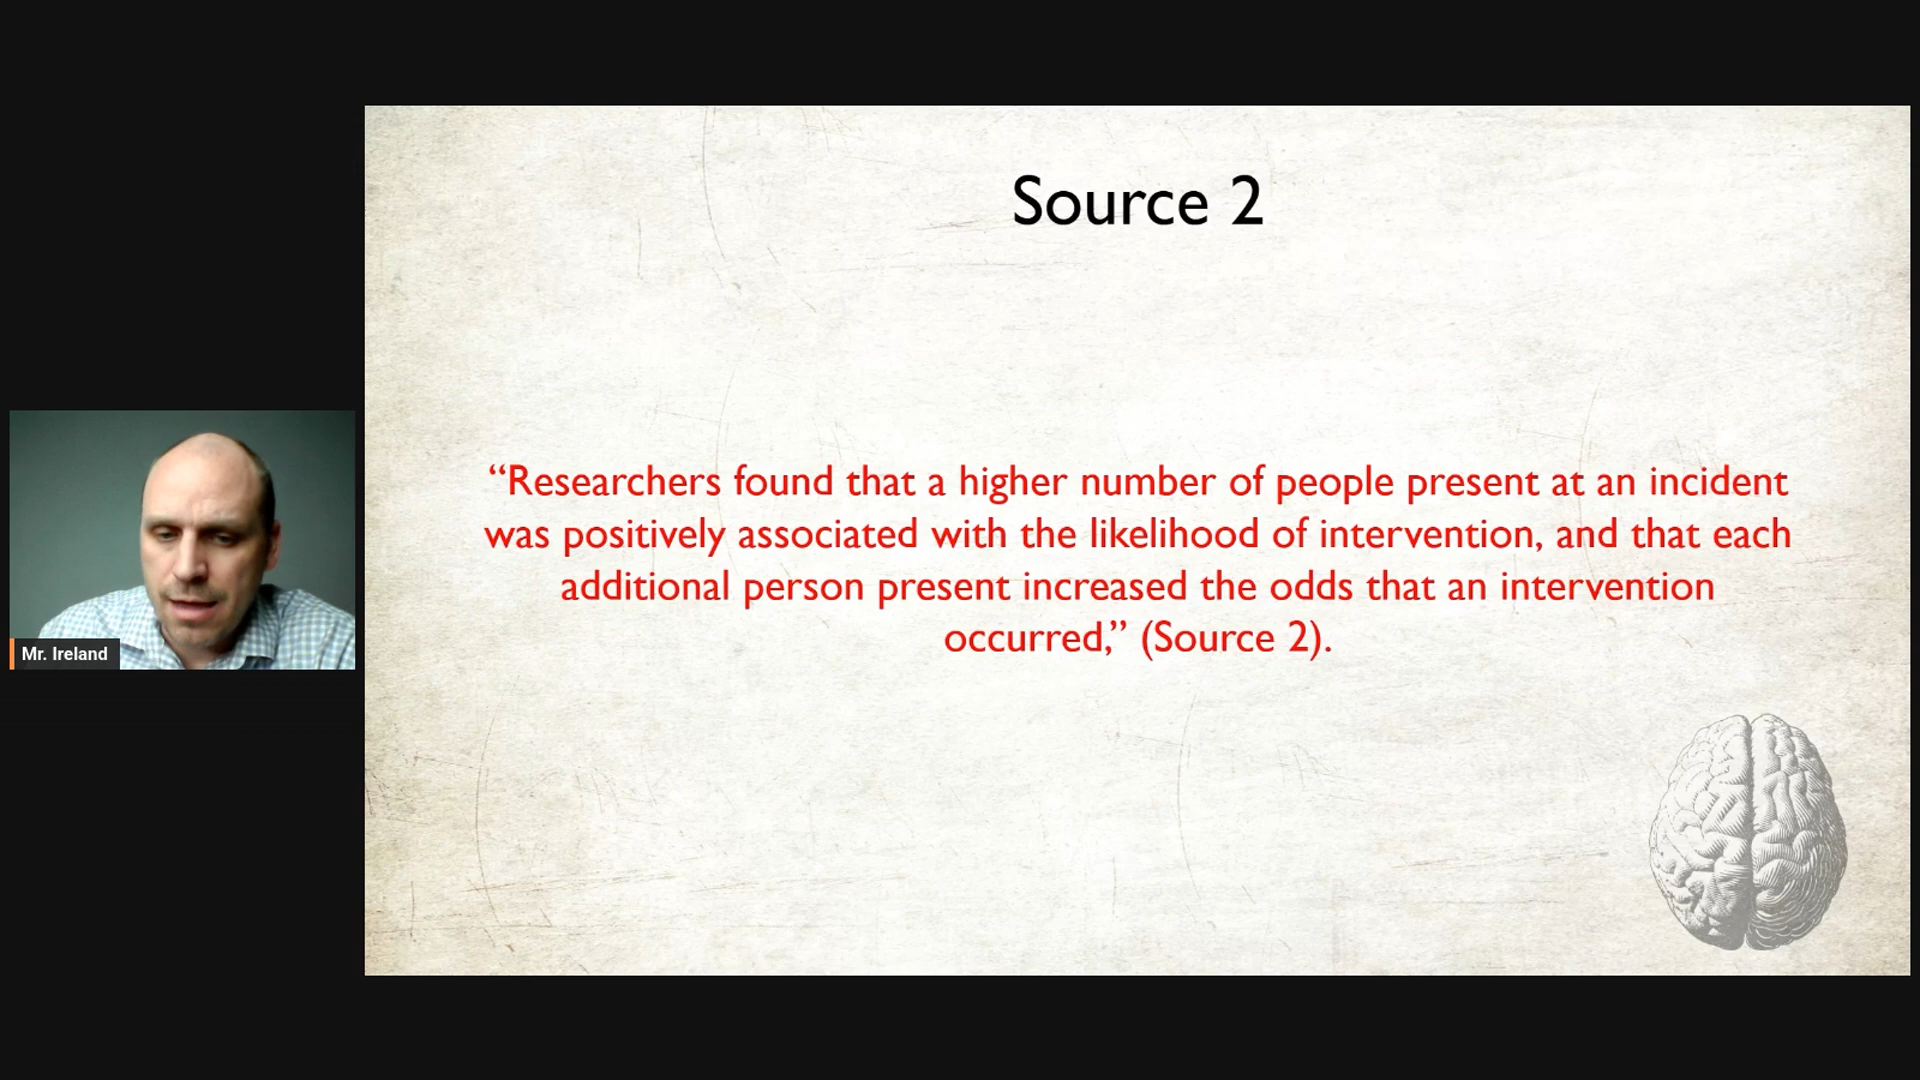 Source 2
“Researchers found that a higher number of people present at an incident
was positively associated with the likelihood of intervention, and that each
additional person present increased the odds that an intervention
occurred,” (Source 2).
Mr. Ireland